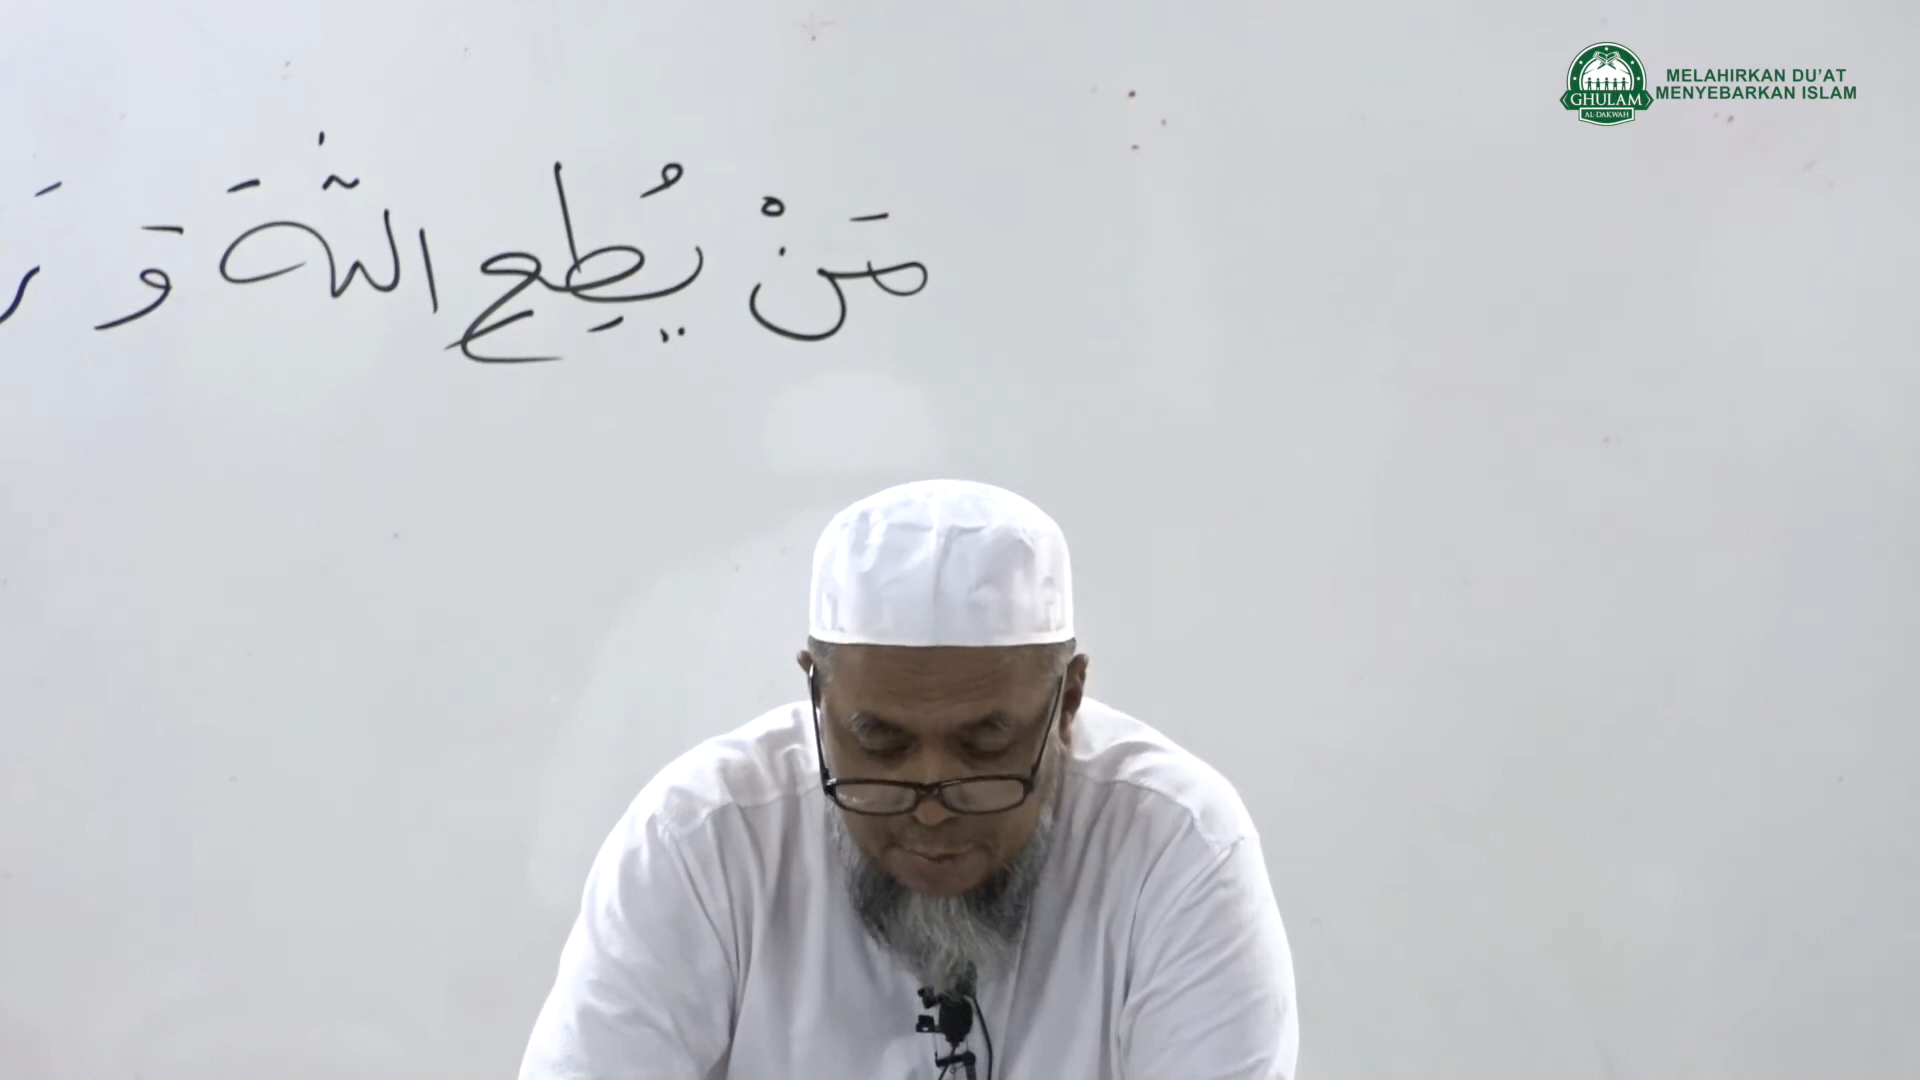 مَنْ يُطِعِ اللّٰهَ وَ
MELAHIRKAN DU'AT
MENYEBARKAN ISLAM
GHULAM
AL-DAKWAH